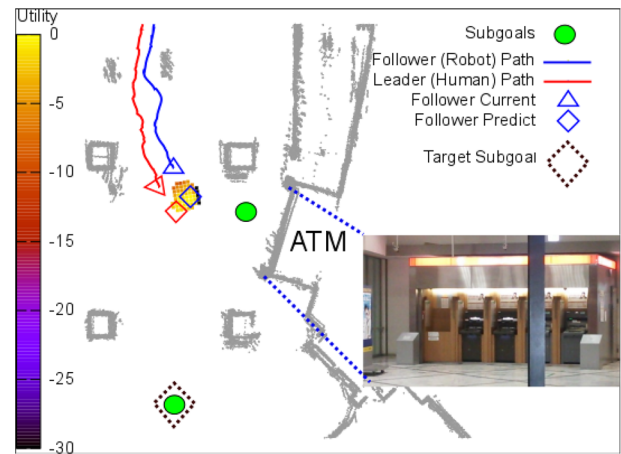 Utility
0
-5
-10
-15
-20
-25
-30
Subgoals
Follower (Robot) Path
Leader (Human) Path
Follower Current
Follower Predict
Target Subgoal
ATM